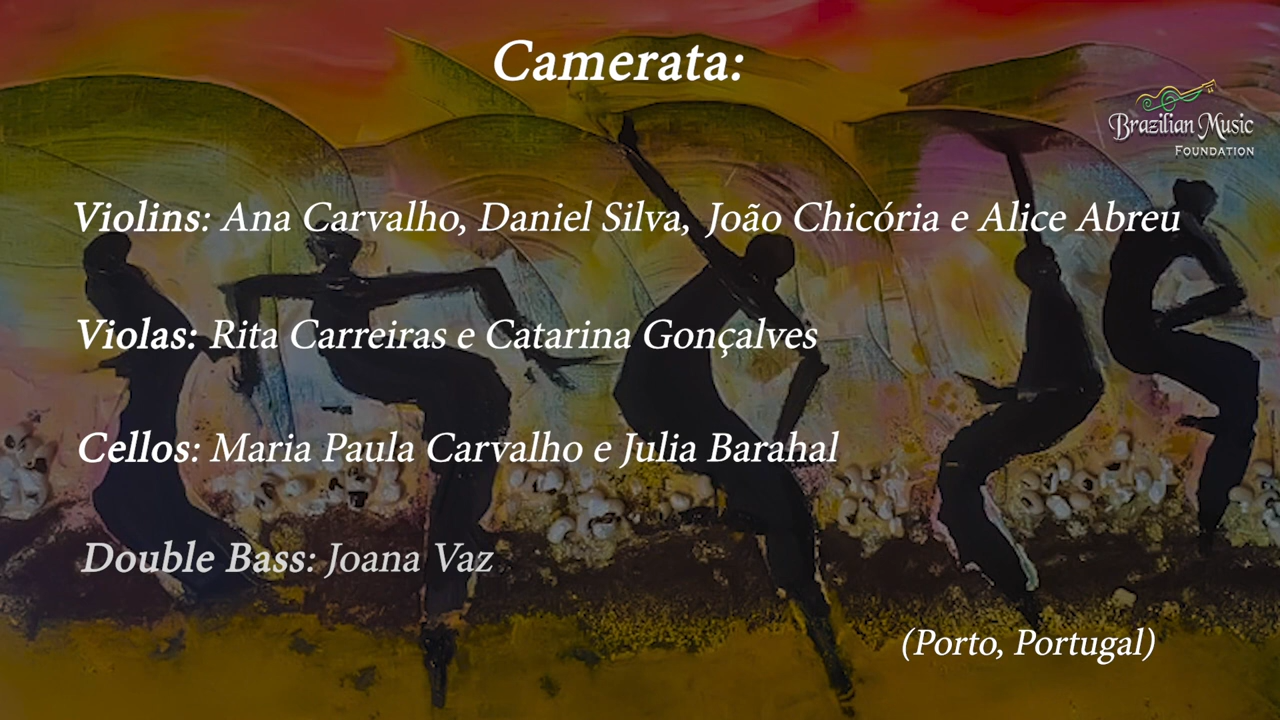 Camerata:
Brazilian Music
FOUNDATION
Violins: Ana Carvalho, Daniel Silva, João Chicória e Alice Abreu
Violas: Rita Carreiras e Catarina Gonçalves
Cellos: Maria Paula Carvalho e Julia Barahal
Double Bass: Joana Vaz
(Porto, Portugal)